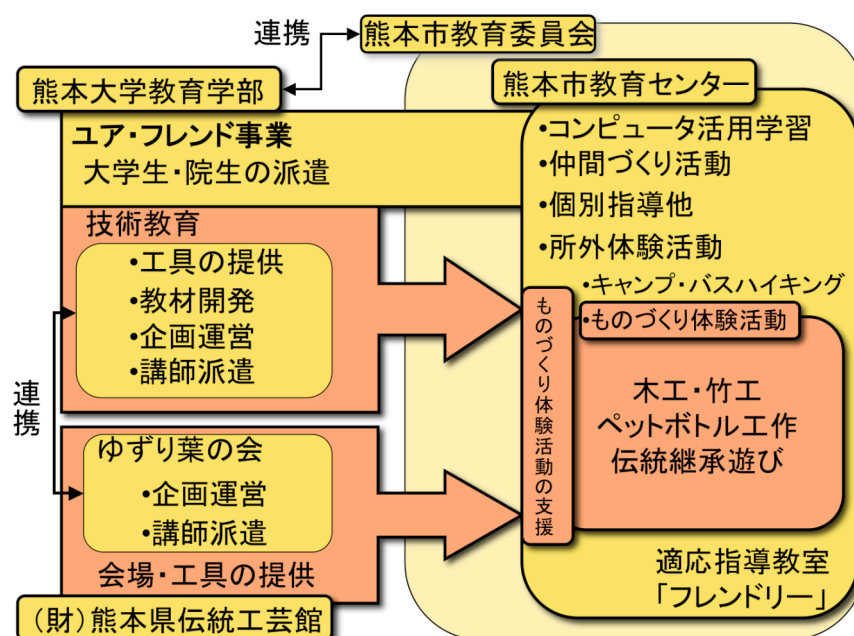 連携
熊本市教育委員会
熊本大学教育学部
熊本市教育センター
ユア・フレンド事業
大学生・院生の派遣
•コンピュータ活用学習
•仲間づくり活動
•個別指導他
•所外体験活動
•キャンプ・バスハイキング
•ものづくり体験活動
技術教育
•工具の提供
•教材開発
•企画運営
•講師派遣
ものづくり体験活動の支援
木工・竹工
ペットボトル工作
伝統継承遊び
連携
ゆずり葉の会
•企画運営
•講師派遣
会場・工具の提供
（財）熊本県伝統工芸館
適応指導教室
「フレンドリー」